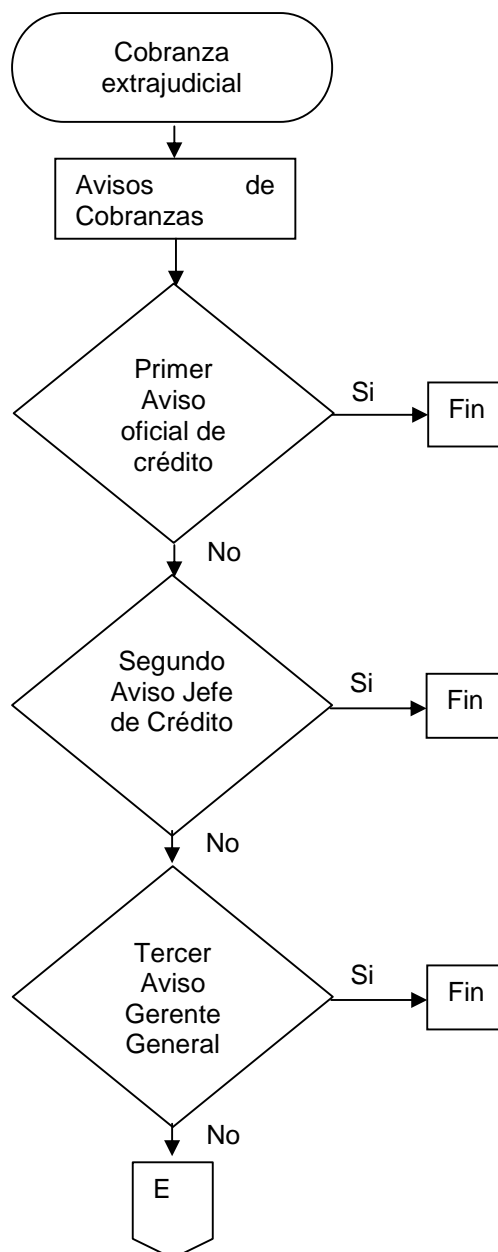 Cobranza
extrajudicial
Avisos de
Cobranzas
Primer
Aviso
oficial de
crédito
Si
Fin
No
Segundo
Aviso Jefe
de Crédito
Si
Fin
No
Tercer
Aviso
Gerente
General
Si
Fin
No
E